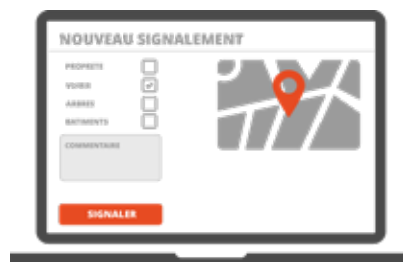 NOUVEAU SIGNALEMENT
PROPRETE
VOIRIE
ARBRES
BATIMENTS
COMMENTAIRE
SIGNALER